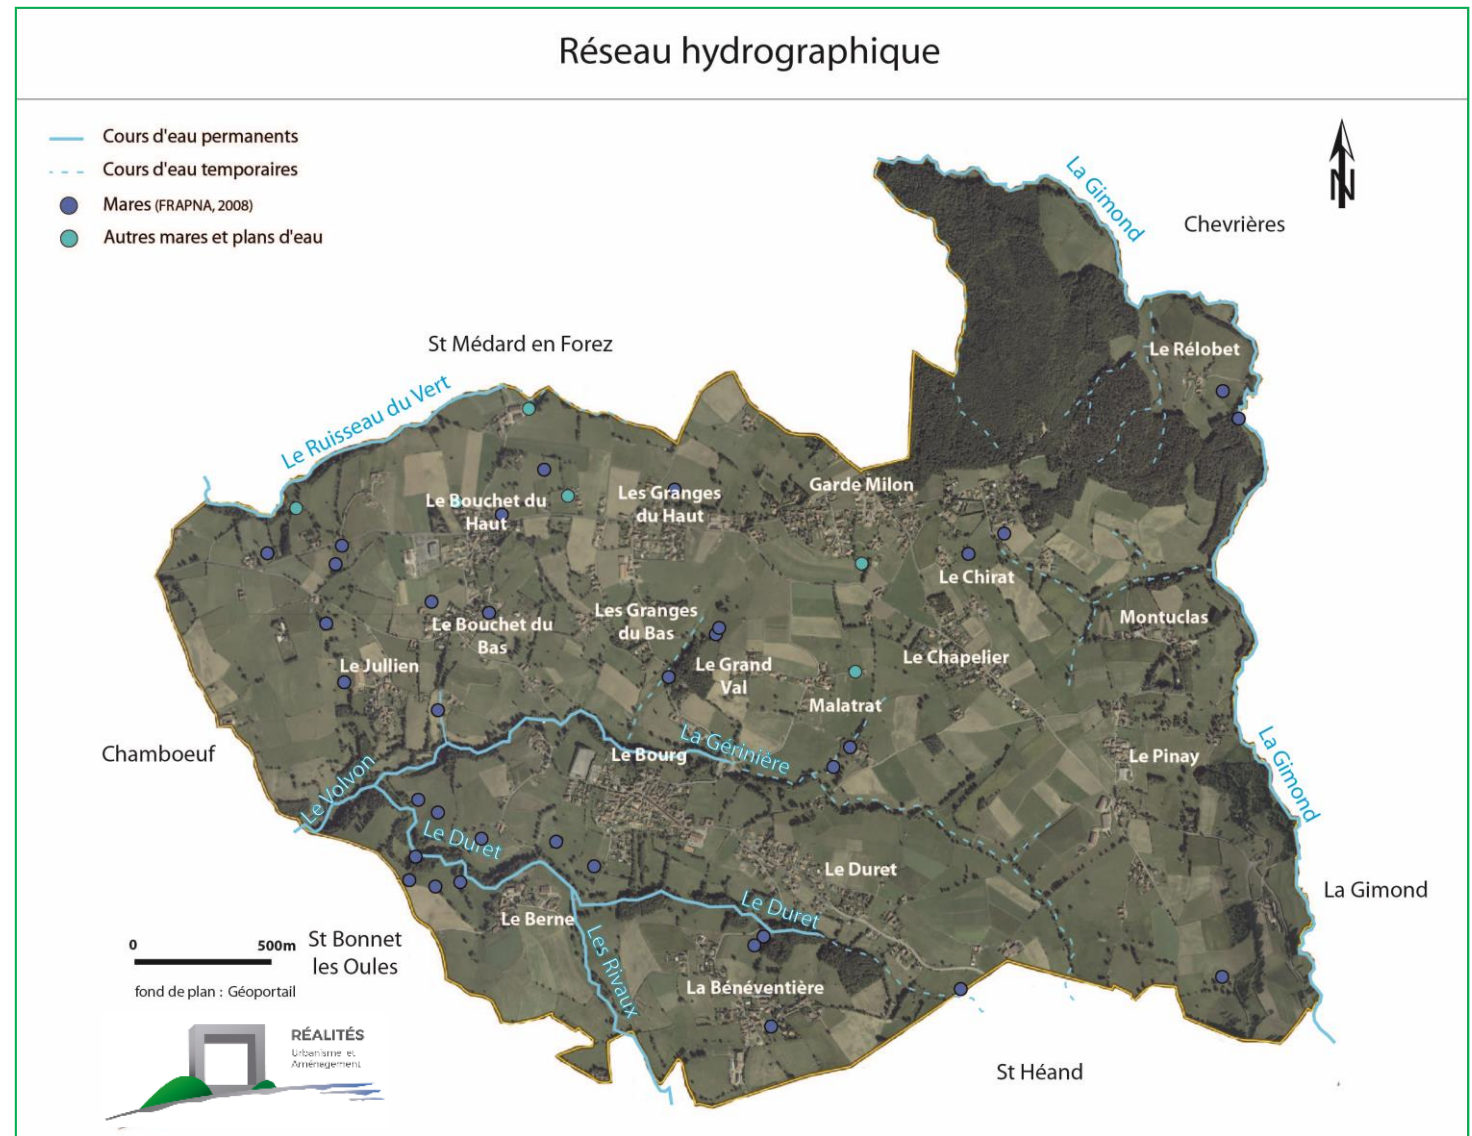 Réseau hydrographique
Cours d'eau permanents
Cours d'eau temporaires
Mares (FRAPNA, 2008)
Autres mares et plans d'eau
N
La Gimond
Chevrières
St Médard en Forez
Le Rélobet
Le Ruisseau du Vert
Garde Milon
Le Bouchet du
Haut
Les Granges
du Haut
Le Chirat
Les Granges
du Bas
Montuclas
Le Bouchet du
Bas
Le Jullien
Le Grand
Val
Le Chapelier
Malatrat
Chamboeuf
La Gérinière
Le Bourg
Le Pinay
La Gimond
Le Volvon
Le Duret
Le Duret
La Gimond
Le Duret
Le Berne
St Bonnet
les Oules
0 500m
Les Rivaux
La Bénéventière
fond de plan : Géoportail
RÉALITÉS
Urbanisme et
Aménagement
St Héand